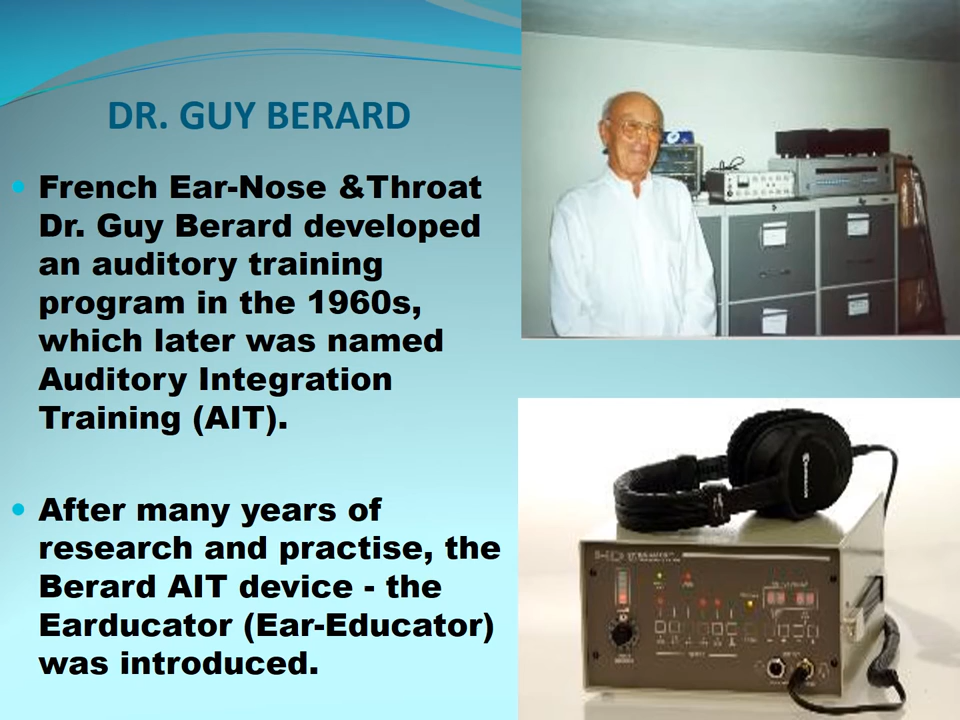 DR. GUY BERARD
French Ear-Nose &Throat
Dr. Guy Berard developed
an auditory training
program in the 1960s,
which later was named
Auditory Integration
Training (AIT).
After many years of
research and practise, the
Berard AIT device - the
Earducator (Ear-Educator)
was introduced.